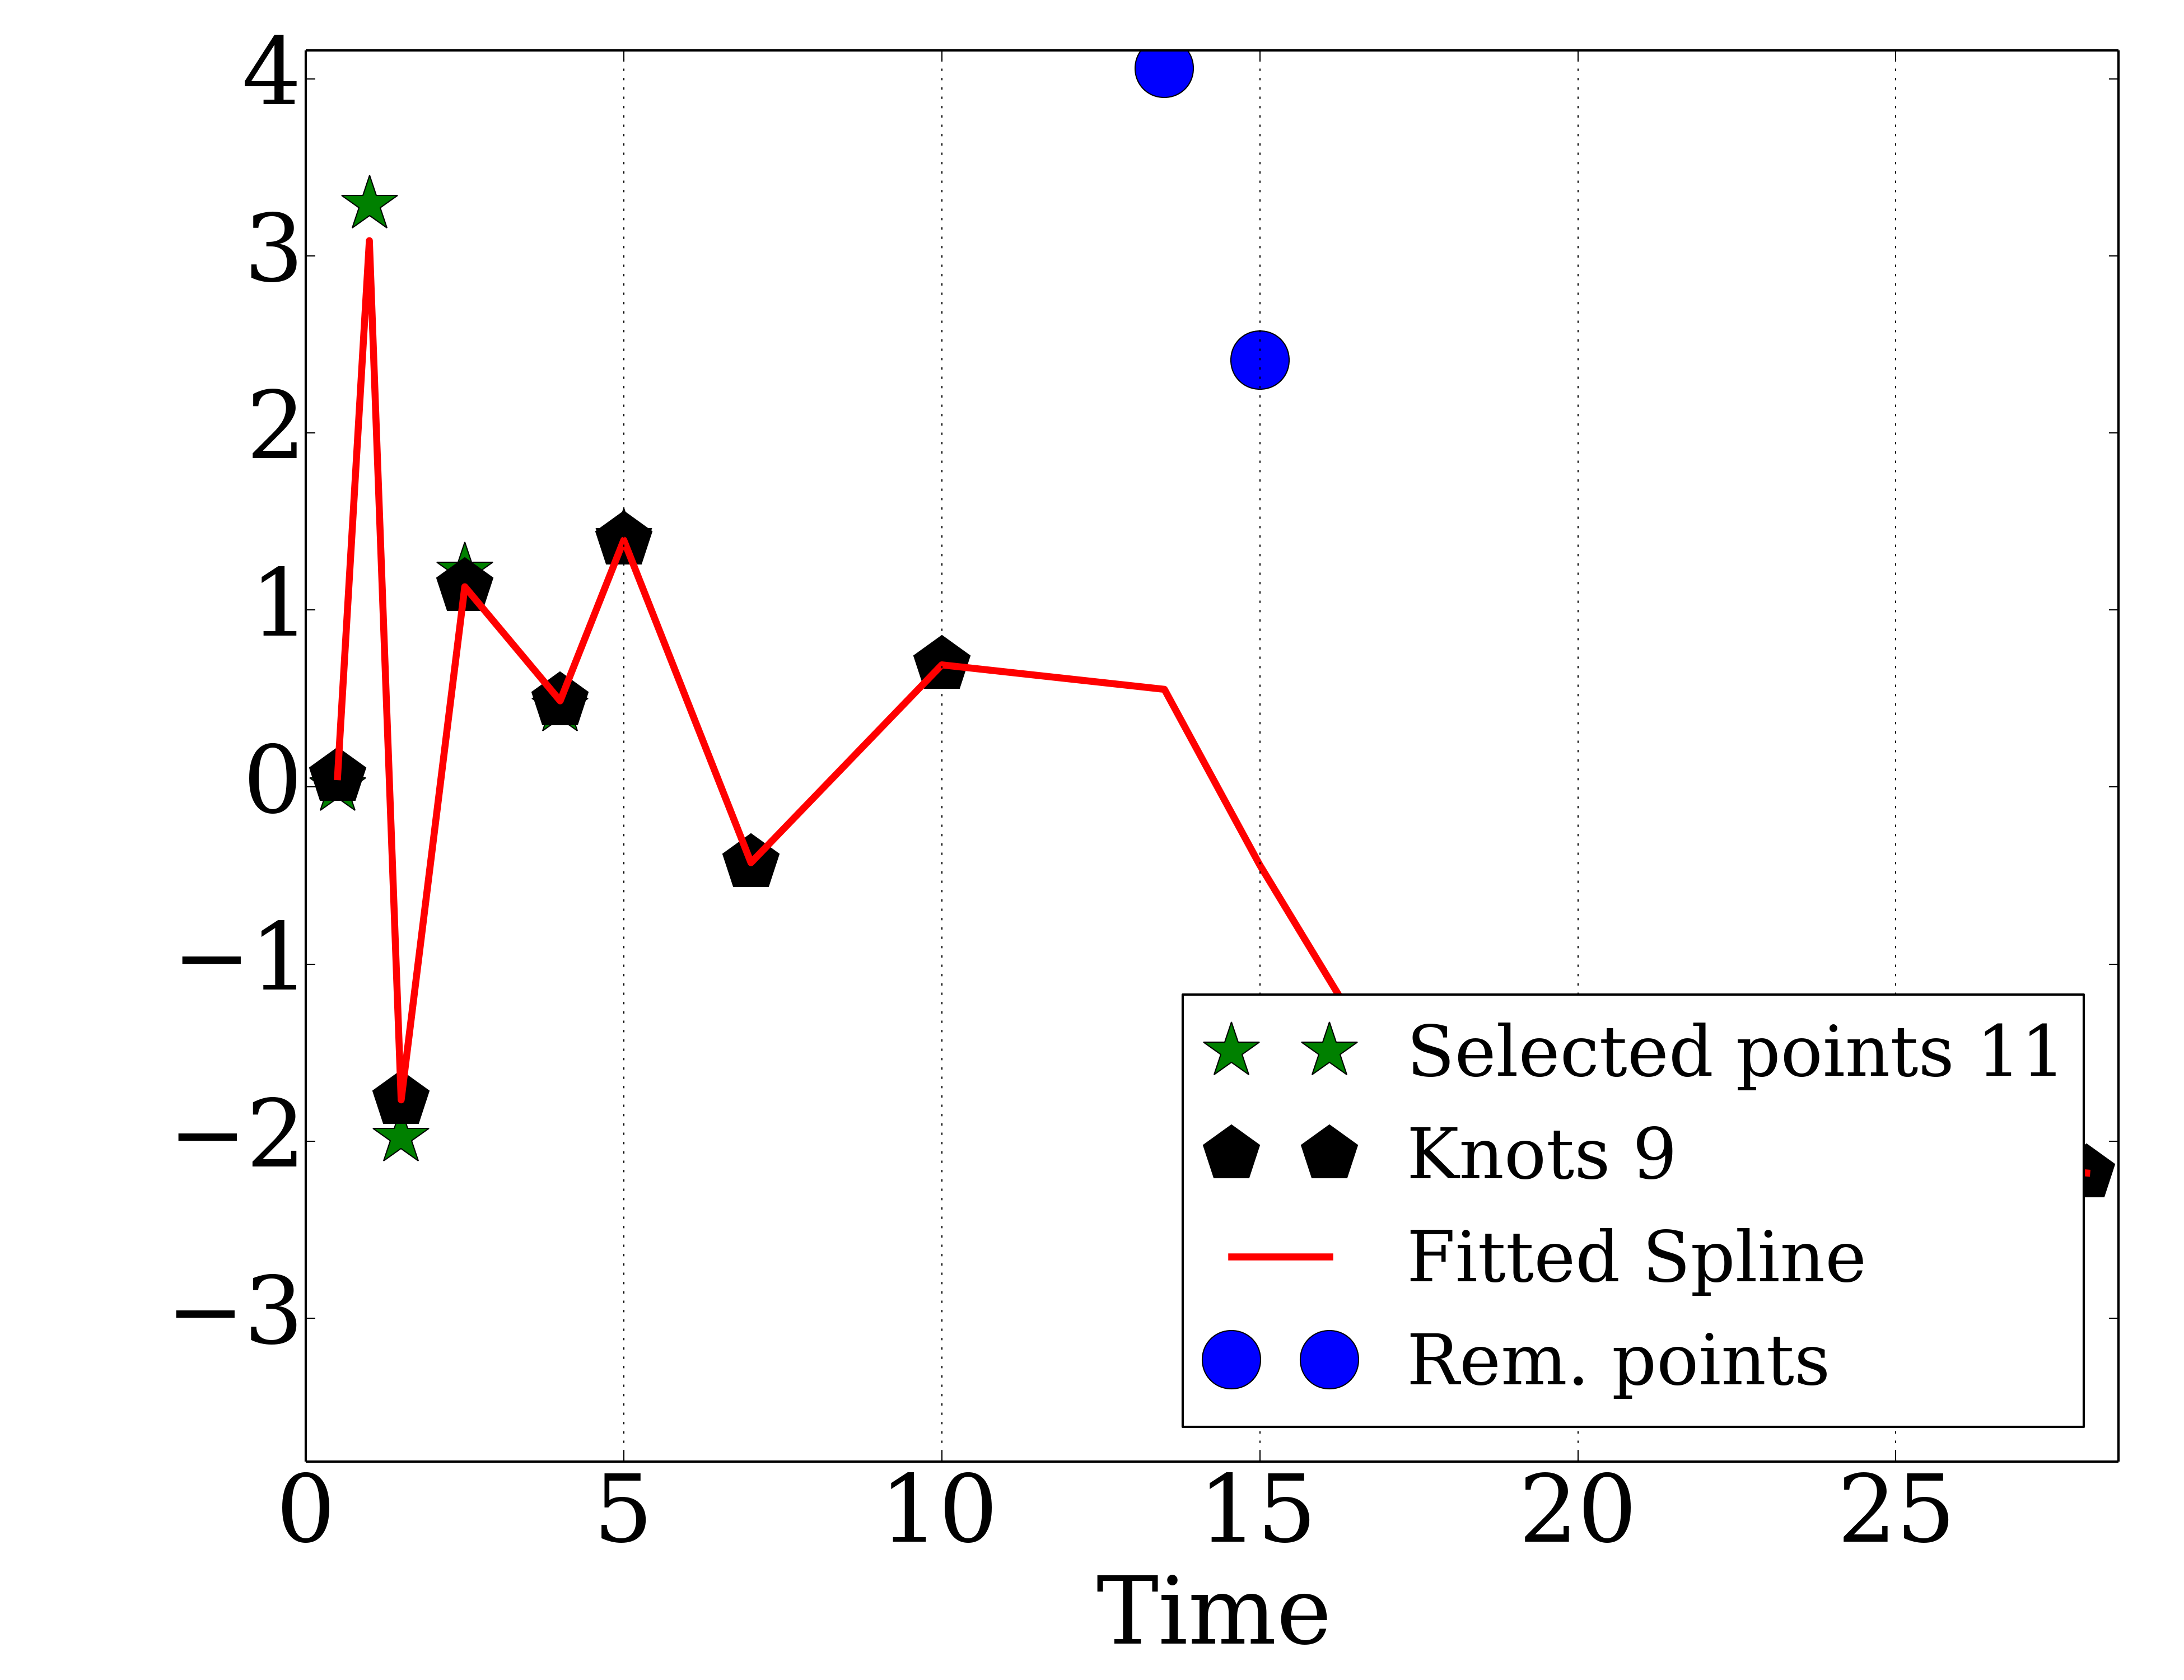 4
3
2
1
0
−1
−2
−3
Selected points 11
Knots 9
Fitted Spline
Rem. points
0 5 10 15 20 25
Time